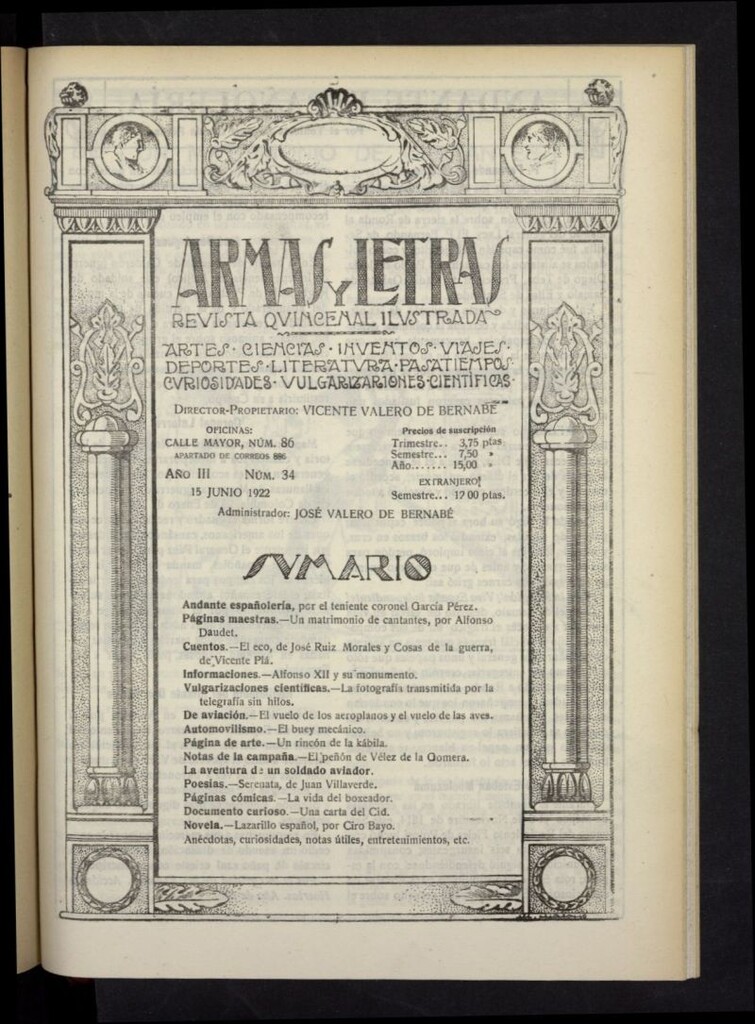 ARMAS Y LETRAS
REVISTA QVINCENAL ILVSTRADA
ARTES · CIENCIAS · INVENTOS · VIAJES ·
DEPORTES · LITERATVRA · PASATIEMPOS
CVRIOSIDADES · VULGARIZARIONES · CIENTÍFICAS ·
DIRECTOR-PROPIETARIO: VICENTE VALERO DE BERNABÉ
OFICINAS:
CALLE MAYOR, NÚM. 86
APARTADO DE CORREOS 886
AÑO III NÚM. 34
15 JUNIO 1922
Precios de suscripción
Trimestre.. 3,75 ptas
Semestre... 7,50 »
Año....... 15,00 »
EXTRANJERO
Semestre... 12 00 ptas.
Administrador: JOSÉ VALERO DE BERNABÉ
SVMARIO
Andante españolería, por el teniente coronel García Pérez.
Páginas maestras.—Un matrimonio de cantantes, por Alfonso
Daudet.
Cuentos.—El eco, de José Ruiz Morales y Cosas de la guerra,
de Vicente Plá.
Informaciones.—Alfonso XII y su monumento.
Vulgarizaciones científicas.—La fotografía transmitida por la
telegrafía sin hilos.
De aviación.—El vuelo de los aeroplanos y el vuelo de las aves.
Automovilismo.—El buey mecánico.
Página de arte.—Un rincón de la kábila.
Notas de la campaña.—El peñón de Vélez de la Gomera.
La aventura de un soldado aviador.
Poesías.—Serenata, de Juan Villaverde.
Páginas cómicas.—La vida del boxeador.
Documento curioso.—Una carta del Cid.
Novela.—Lazarillo español, por Ciro Bayo.
Anécdotas, curiosidades, notas útiles, entretenimientos, etc.